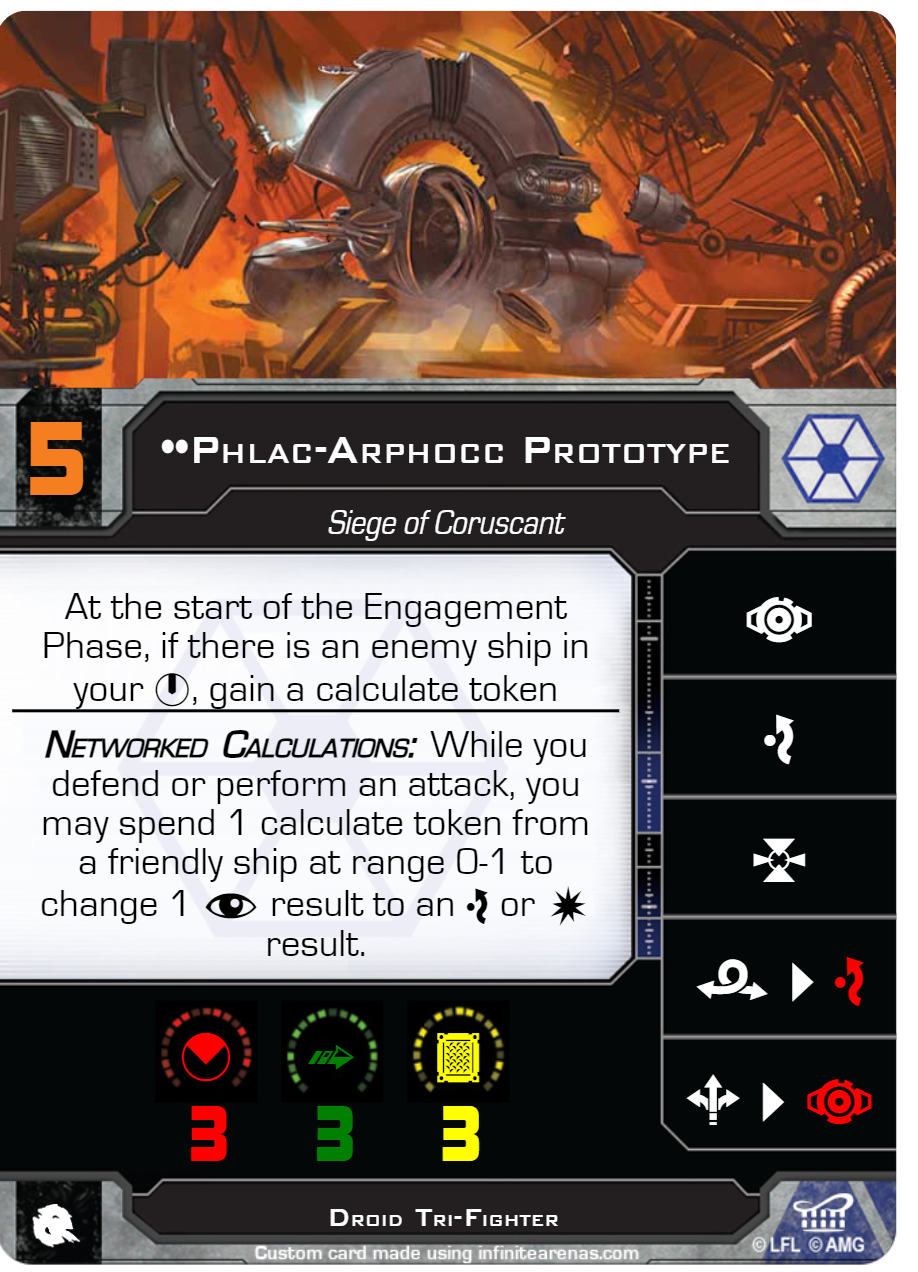 5
••Phlac-Arphocc Prototype
Siege of Coruscant
At the start of the Engagement
Phase, if there is an enemy ship in
your , gain a calculate token
Networked Calculations: While you
defend or perform an attack, you
may spend 1 calculate token from
a friendly ship at range 0-1 to
change 1 result to an or
result.
3 3 3
Droid Tri-Fighter
Custom card made using infinitearenas.com
© LFL © AMG